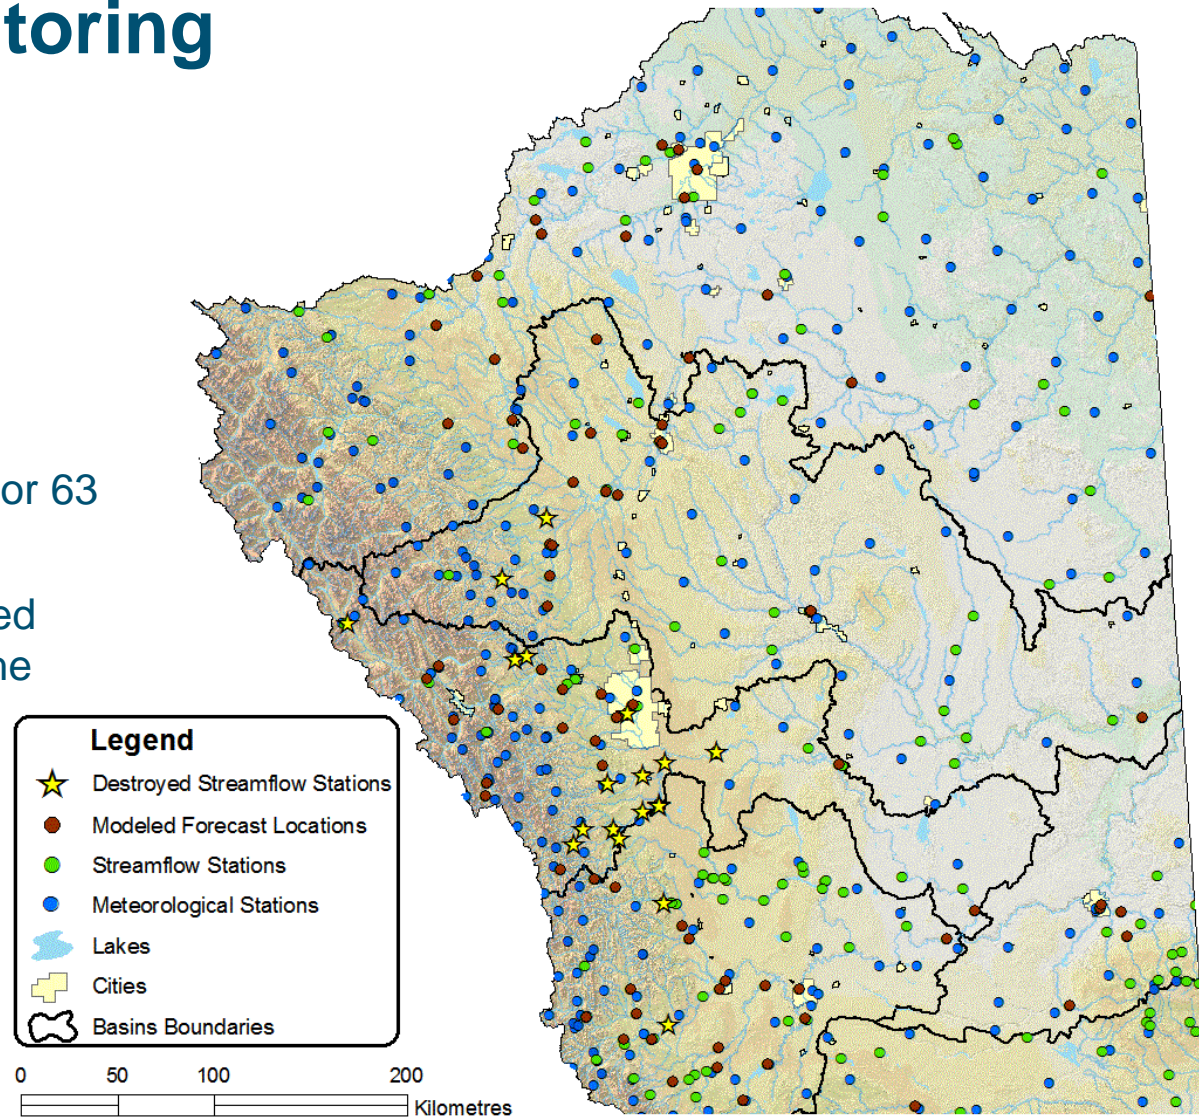 toring
or 63
ed
ne
Legend
Destroyed Streamflow Stations
Modeled Forecast Locations
Streamflow Stations
Meteorological Stations
Lakes
Cities
Basins Boundaries
0 50 100 200
Kilometres